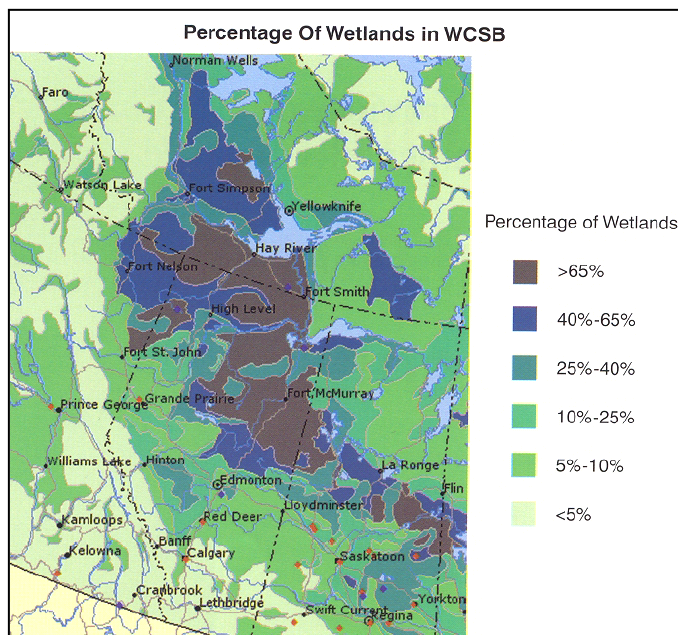 Percentage Of Wetlands in WCSB
Norman Wells
Faro
Watson Lake
Fort Simpson
Yellowknife
Hay River
Fort Nelson
Fort Smith
High Level
Fort St. John
Fort McMurray
Prince George
Grande Prairie
Williams Lake
Hinton
La Ronge
Edmonton
Flin
Lloydminster
Kamloops
Red Deer
Banff
Kelowna
Calgary
Saskatoon
Cranbrook
Lethbridge
Swift Current
Regina
Yorkton
Percentage of Wetlands
>65%
40%-65%
25%-40%
10%-25%
5%-10%
<5%